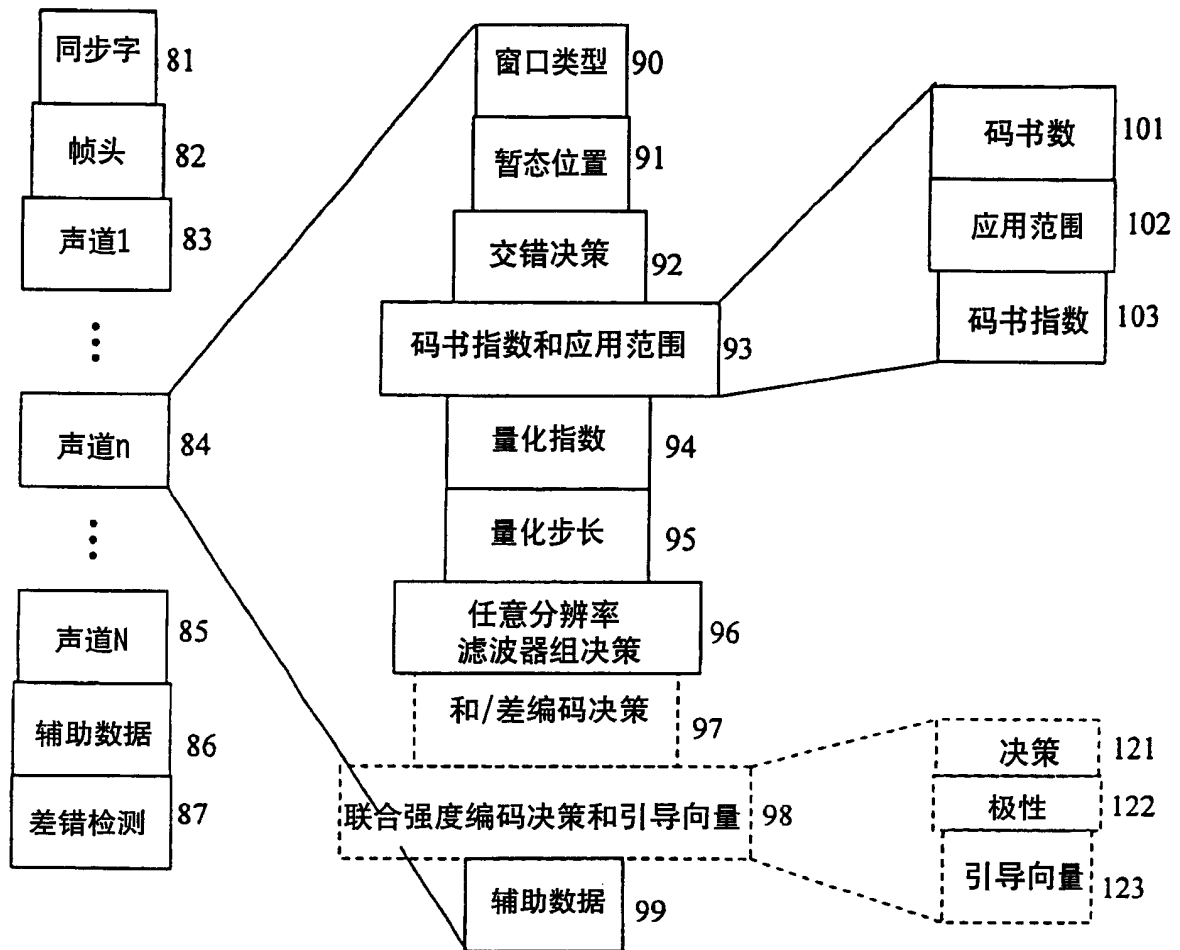 同步字
81
帧头
82
声道1
83
声道n
84
声道N
85
辅助数据
86
差错检测
87
窗口类型
90
暂态位置
91
交错决策
92
码书指数和应用范围
93
量化指数
94
量化步长
95
任意分辨率
滤波器组决策
96
和/差编码决策
97
联合强度编码决策和引导向量
98
辅助数据
99
码书数
101
应用范围
102
码书指数
103
决策
121
极性
122
引导向量
123